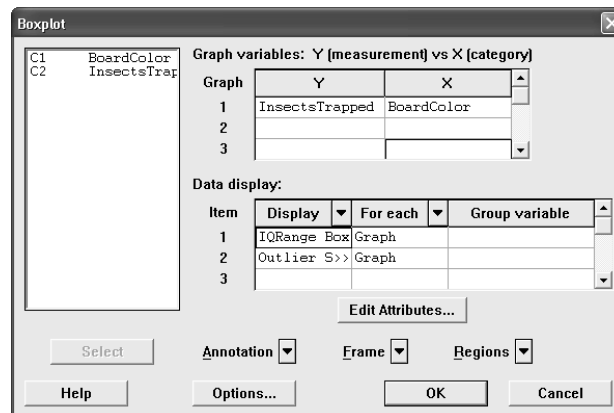 Boxplot
C1 BoardColor
C2 InsectsTrap
Graph variables: Y (measurement) vs X (category)
Graph Y X
1 InsectsTrapped BoardColor
2
3
Data display:
Item Display For each Group variable
1 IQRange Box Graph
2 Outlier S>> Graph
3
Edit Attributes...
Select Annotation Frame Regions
Help Options... OK Cancel